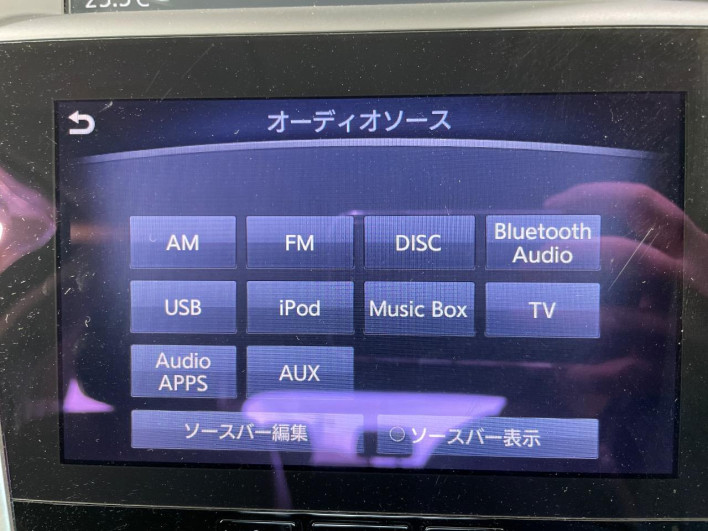 オーディオソース
AM FM DISC Bluetooth Audio
USB iPod Music Box TV
Audio APPS AUX
ソースバー編集 ソースバー表示